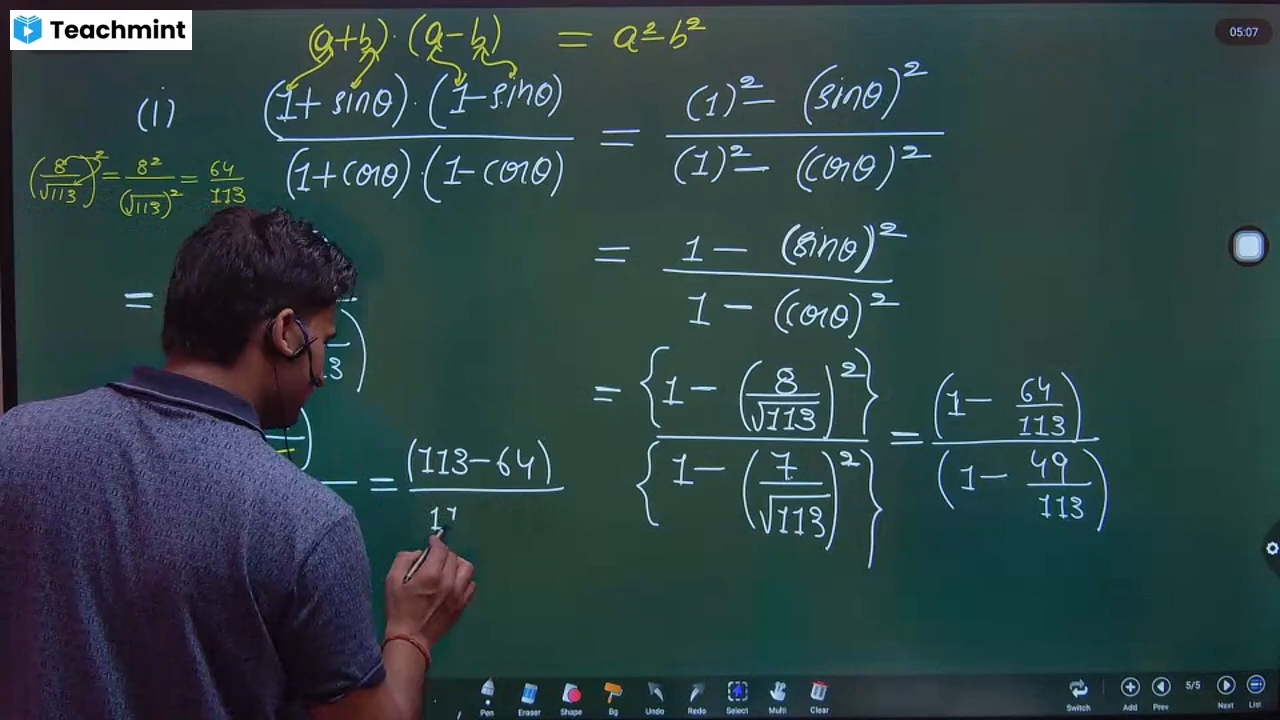 Teachmint
05:07
(a+b)·(a-b) = a²-b²
(i) (1+sinθ)·(1-sinθ) / (1+cosθ)·(1-cosθ) = (1)²-(sinθ)² / (1)²-(cosθ)²
(8/√113)² = 8²/(√113)² = 64/113
= 1-(sinθ)² / 1-(cosθ)²
=
3)
= {1-(8/√113)²} / {1-(7/√113)²} = (1-64/113) / (1-49/113)
= (113-64) / 11
Pen Eraser Shape Bg Undo Redo Select Multi Clear Switch Add Prev 5/5 Next List